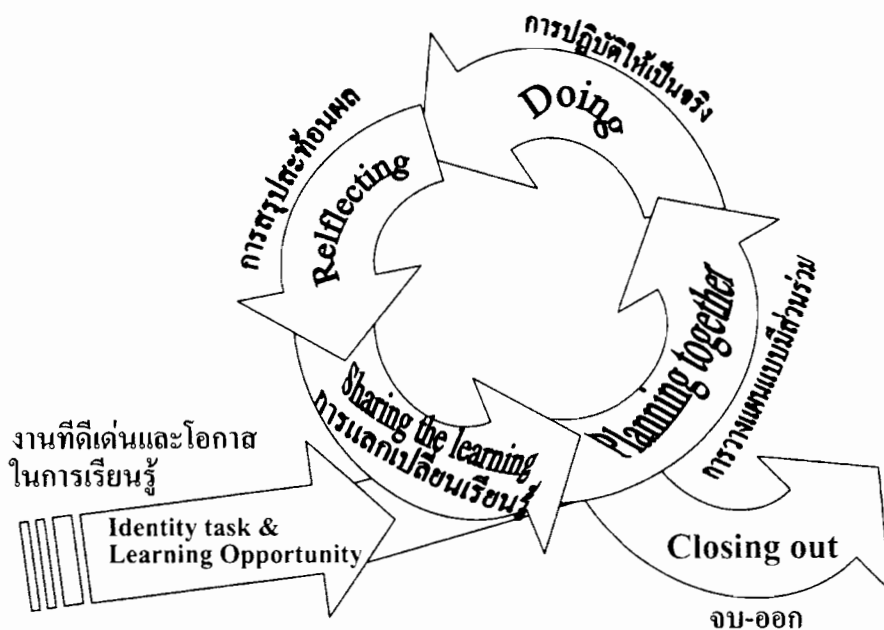 การปฏิบัติให้เป็นจริง
Doing
การสรุปสะท้อนผล
Relflecting
Planning together
การวางแผนแบบมีส่วนร่วม
Sharing the learning
การแลกเปลี่ยนเรียนรู้
งานที่ดีเด่นและโอกาส
ในการเรียนรู้
Identity task &
Learning Opportunity
Closing out
จบ-ออก